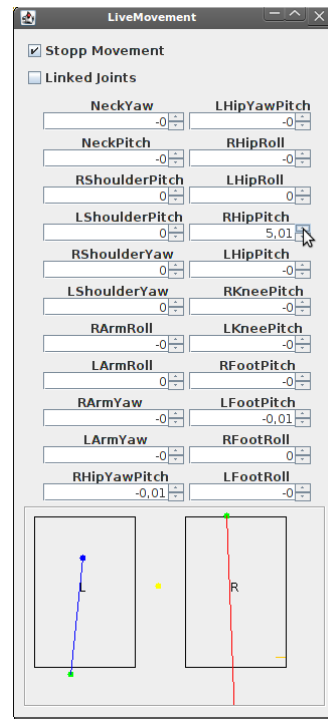 LiveMovement
Stopp Movement
Linked Joints
NeckYaw LHipYawPitch
-0 -0
NeckPitch RHipRoll
-0 -0
RShoulderPitch LHipRoll
0 0
LShoulderPitch RHipPitch
0 5,01
RShoulderYaw LHipPitch
-0 -0
LShoulderYaw RKneePitch
0 -0
RArmRoll LKneePitch
-0 -0
LArmRoll RFootPitch
0 -0
RArmYaw LFootPitch
-0 -0,01
LArmYaw RFootRoll
-0 0
RHipYawPitch LFootRoll
-0,01 -0
L R